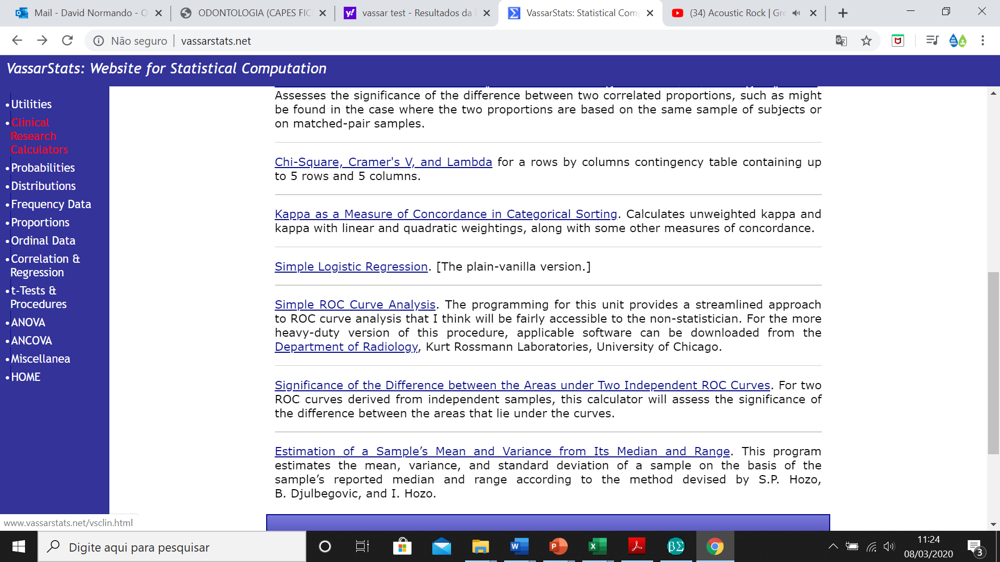 Mail - David Normando - O
ODONTOLOGIA (CAPES FIC
vassar test - Resultados da
VassarStats: Statistical Com
(34) Acoustic Rock | Gre
Não seguro | vassarstats.net
VassarStats: Website for Statistical Computation
•Utilities
•Clinical
Research
Calculators
•Probabilities
•Distributions
•Frequency Data
•Proportions
•Ordinal Data
•Correlation &
Regression
•t-Tests &
Procedures
•ANOVA
•ANCOVA
•Miscellanea
•HOME
Assesses the significance of the difference between two correlated proportions, such as might
be found in the case where the two proportions are based on the same sample of subjects or
on matched-pair samples.
Chi-Square, Cramer's V, and Lambda for a rows by columns contingency table containing up
to 5 rows and 5 columns.
Kappa as a Measure of Concordance in Categorical Sorting. Calculates unweighted kappa and
kappa with linear and quadratic weightings, along with some other measures of concordance.
Simple Logistic Regression. [The plain-vanilla version.]
Simple ROC Curve Analysis. The programming for this unit provides a streamlined approach
to ROC curve analysis that I think will be fairly accessible to the non-statistician. For the more
heavy-duty version of this procedure, applicable software can be downloaded from the
Department of Radiology, Kurt Rossmann Laboratories, University of Chicago.
Significance of the Difference between the Areas under Two Independent ROC Curves. For two
ROC curves derived from independent samples, this calculator will assess the significance of
the difference between the areas that lie under the curves.
Estimation of a Sample’s Mean and Variance from Its Median and Range. This program
estimates the mean, variance, and standard deviation of a sample on the basis of the
sample’s reported median and range according to the method devised by S.P. Hozo,
B. Djulbegovic, and I. Hozo.
www.vassarstats.net/vsclin.html
Digite aqui para pesquisar
βΣ
11:24
08/03/2020
3